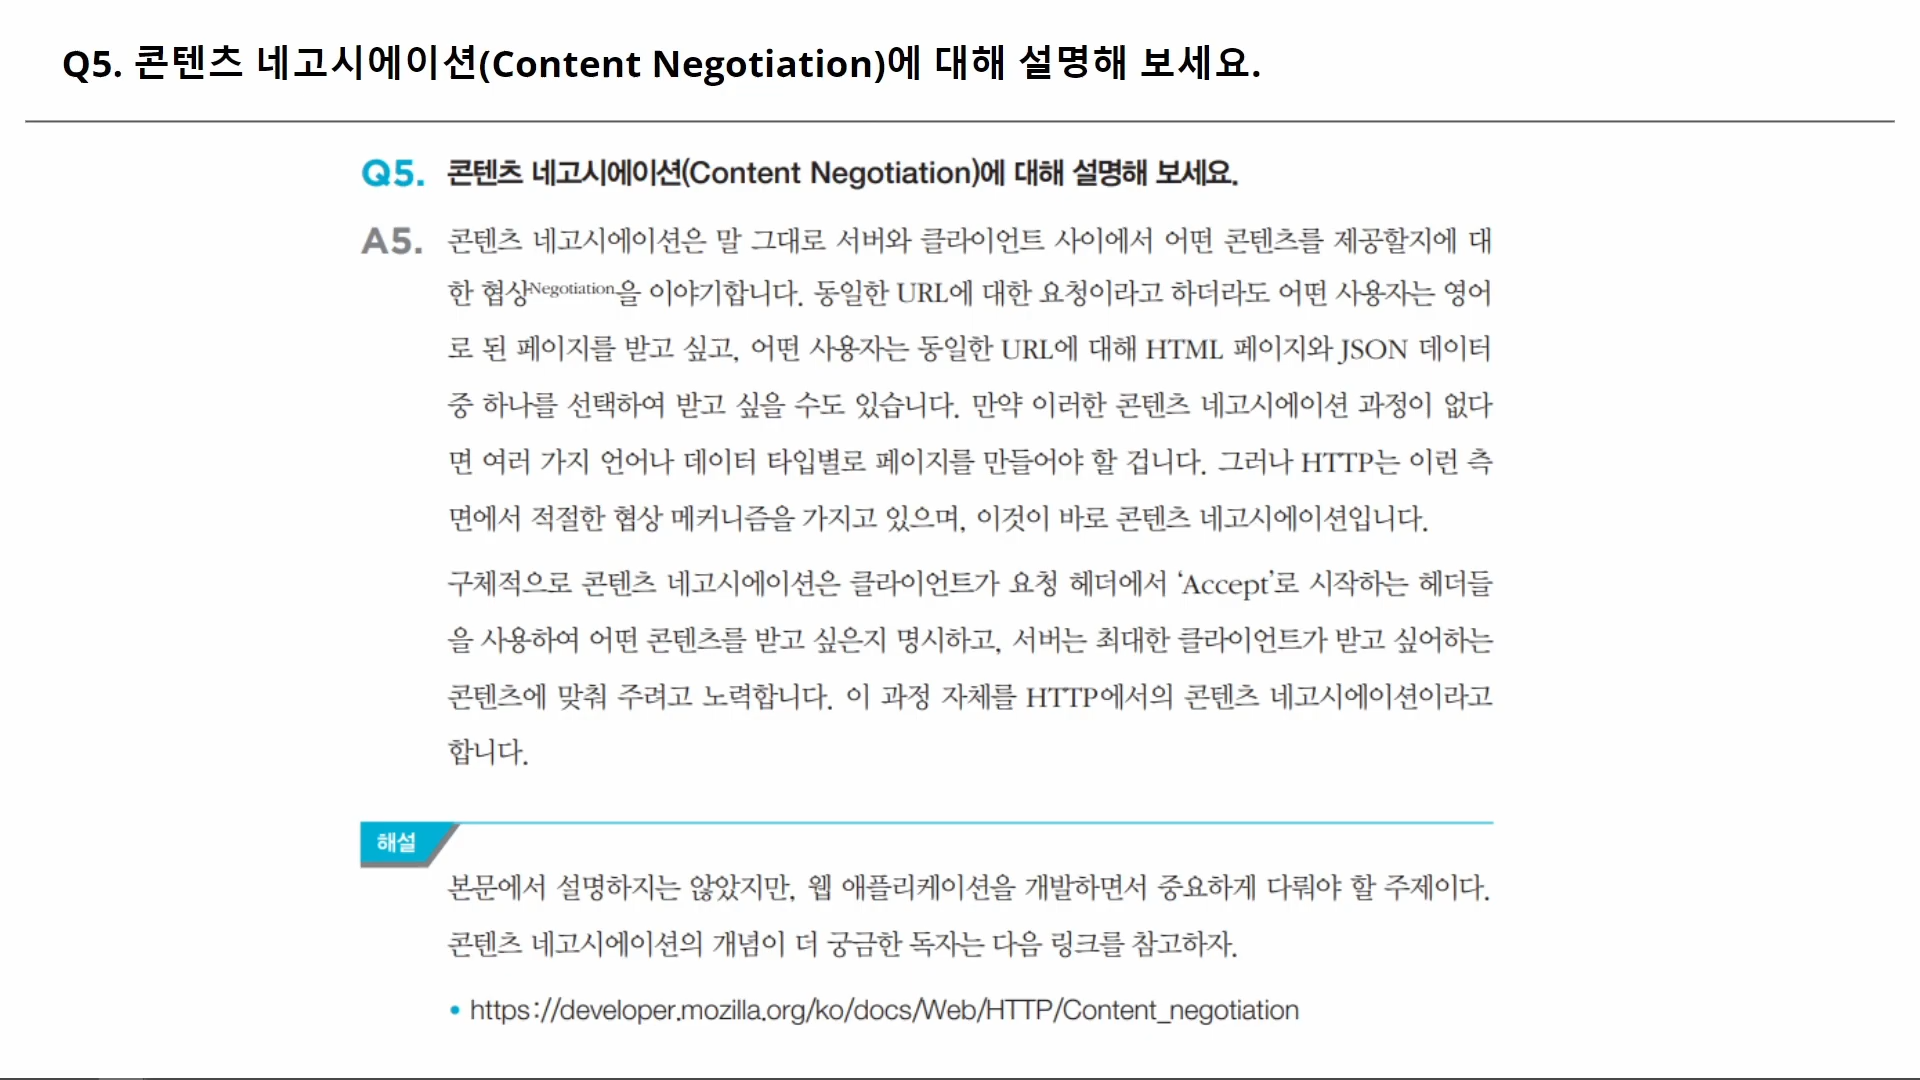 Q5. 콘텐츠 네고시에이션(Content Negotiation)에 대해 설명해 보세요.
Q5. 콘텐츠 네고시에이션(Content Negotiation)에 대해 설명해 보세요.
A5. 콘텐츠 네고시에이션은 말 그대로 서버와 클라이언트 사이에서 어떤 콘텐츠를 제공할지에 대
한 협상Negotiation을 이야기합니다. 동일한 URL에 대한 요청이라고 하더라도 어떤 사용자는 영어
로 된 페이지를 받고 싶고, 어떤 사용자는 동일한 URL에 대해 HTML 페이지와 JSON 데이터
중 하나를 선택하여 받고 싶을 수도 있습니다. 만약 이러한 콘텐츠 네고시에이션 과정이 없다
면 여러 가지 언어나 데이터 타입별로 페이지를 만들어야 할 겁니다. 그러나 HTTP는 이런 측
면에서 적절한 협상 메커니즘을 가지고 있으며, 이것이 바로 콘텐츠 네고시에이션입니다.
구체적으로 콘텐츠 네고시에이션은 클라이언트가 요청 헤더에서 ‘Accept’로 시작하는 헤더들
을 사용하여 어떤 콘텐츠를 받고 싶은지 명시하고, 서버는 최대한 클라이언트가 받고 싶어하는
콘텐츠에 맞춰 주려고 노력합니다. 이 과정 자체를 HTTP에서의 콘텐츠 네고시에이션이라고
합니다.
해설
본문에서 설명하지는 않았지만, 웹 애플리케이션을 개발하면서 중요하게 다뤄야 할 주제이다.
콘텐츠 네고시에이션의 개념이 더 궁금한 독자는 다음 링크를 참고하자.
• https://developer.mozilla.org/ko/docs/Web/HTTP/Content_negotiation